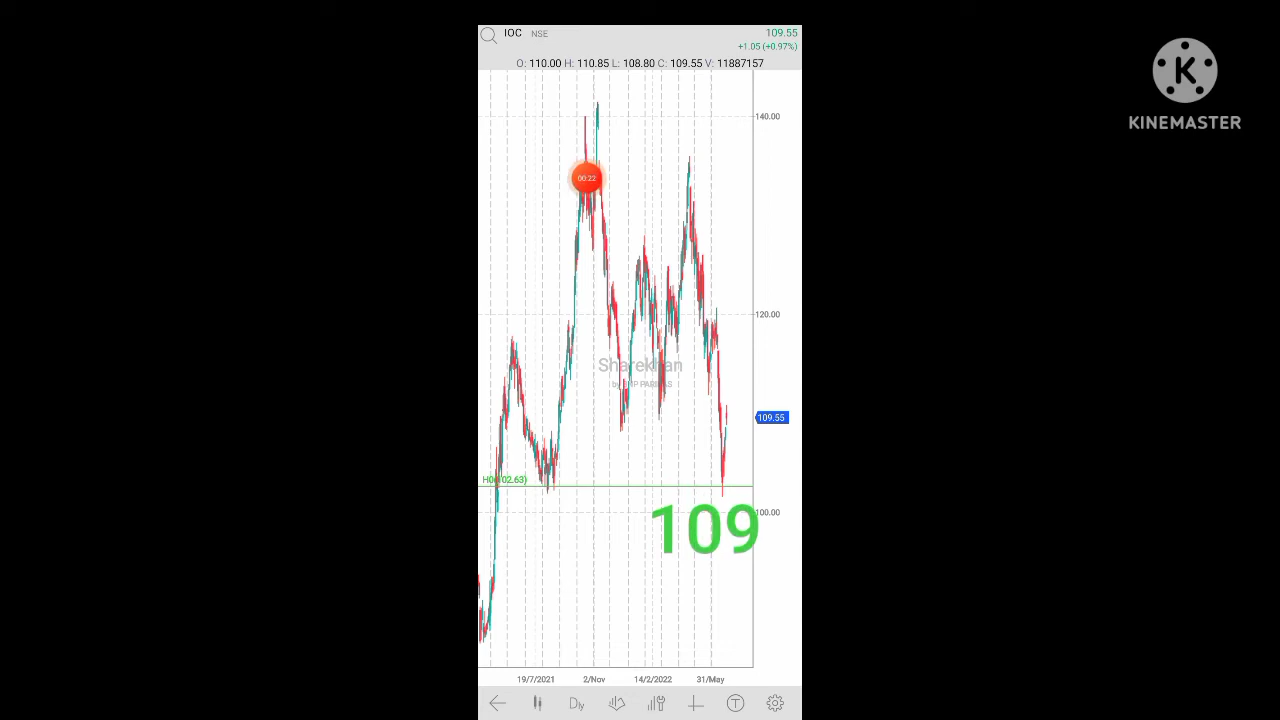 IOC NSE
109.55
+1.05 (+0.97%)
O: 110.00 H: 110.85 L: 108.80 C: 109.55 V: 11887157
KINEMASTER
140.00
00:22
120.00
Sharekhan
by
109.55
109
100.00
19/7/2021 2/Nov 14/2/2022 31/May
Dly
T